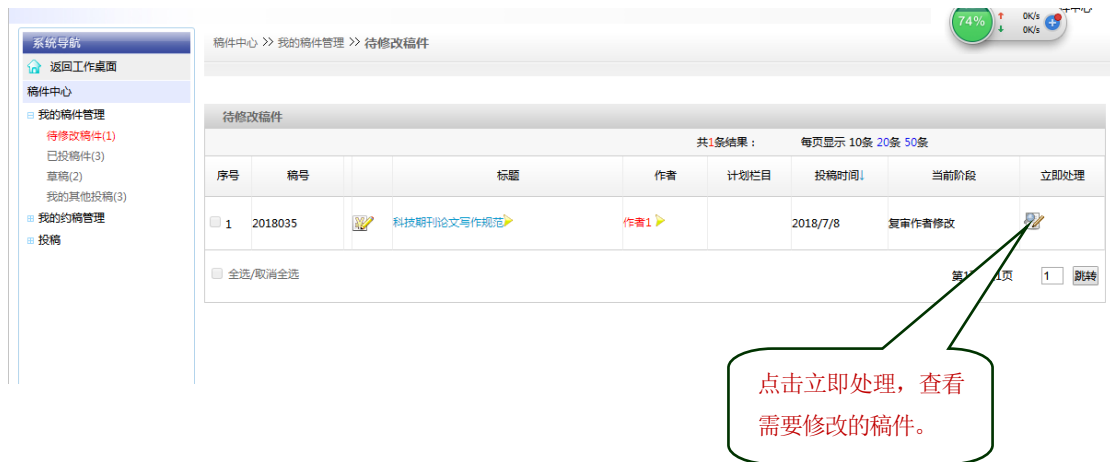 74%
0K/s
0K/s
系统导航
返回工作桌面
稿件中心
我的稿件管理
待修改稿件(1)
已投稿件(3)
草稿(2)
我的其他投稿(3)
我的约稿管理
投稿
稿件中心 >> 我的稿件管理 >> 待修改稿件
待修改稿件
共1条结果： 每页显示 10条 20条 50条
序号 稿号 标题 作者 计划栏目 投稿时间↓ 当前阶段 立即处理
1 2018035 科技期刊论文写作规范 作者1 2018/7/8 复审作者修改
全选/取消全选
1 跳转
点击立即处理，查看
需要修改的稿件。